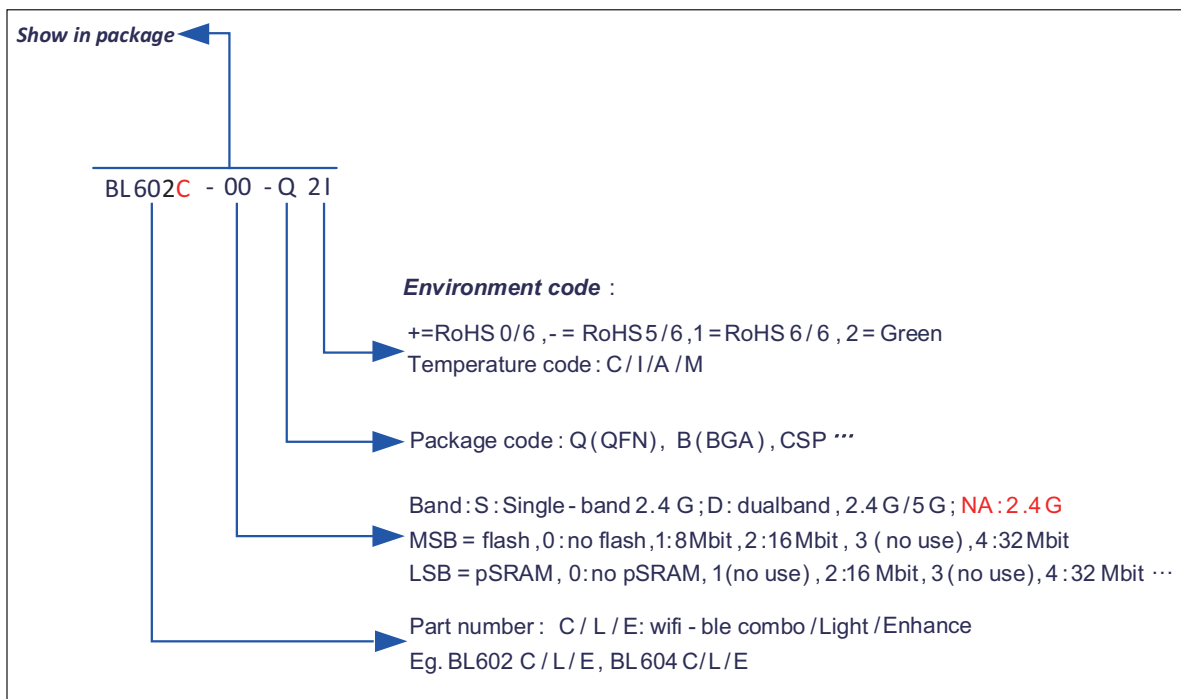 Show in package
BL602C - 00 - Q 2I
Environment code :
+=RoHS 0/6 , - = RoHS 5/6 ,1 =RoHS 6/6 , 2 = Green
Temperature code : C / I /A / M
Package code : Q (QFN), B (BGA) , CSP ···
Band : S : Single - band 2.4 G ; D : dualband , 2.4 G/ 5 G ; NA : 2.4 G
MSB = flash ,0 : no flash ,1: 8Mbit , 2 :16 Mbit , 3 ( no use) , 4 :32 Mbit
LSB = pSRAM, 0: no pSRAM, 1(no use) , 2:16 Mbit, 3 (no use), 4 : 32 Mbit ···
Part number : C / L / E: wifi - ble combo /Light /Enhance
Eg. BL602 C / L / E, BL604 C/L/E